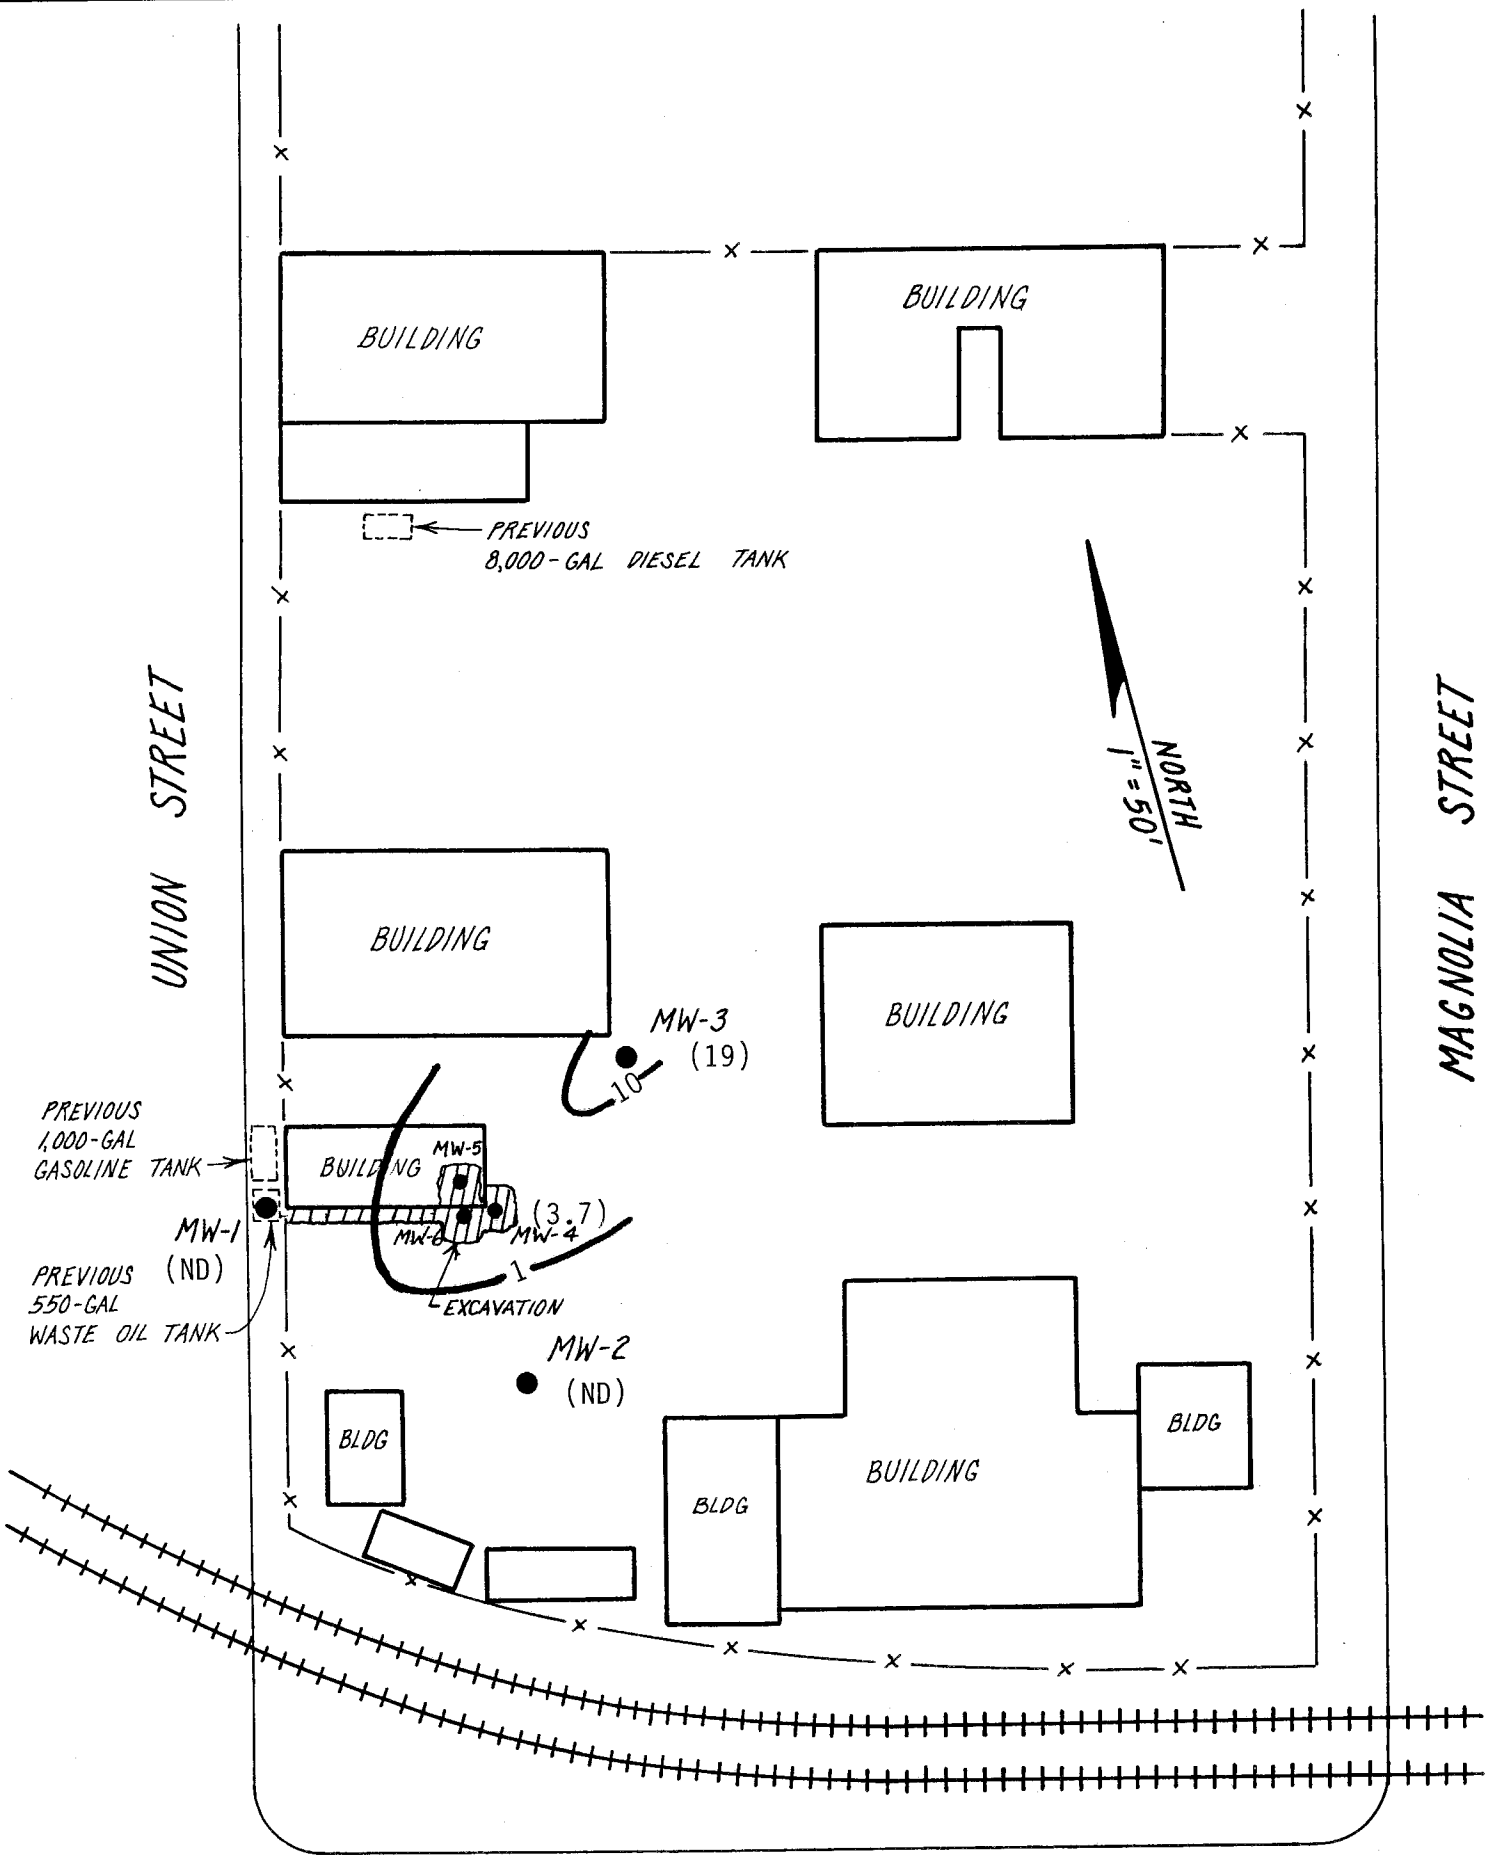 BUILDING
BUILDING
PREVIOUS
8,000-GAL DIESEL TANK
UNION STREET
MAGNOLIA STREET
NORTH
1" = 50'
BUILDING
BUILDING
MW-3
(19)
10
PREVIOUS
1,000-GAL
GASOLINE TANK
BUILDING
MW-5
(3.7)
MW-6
MW-4
MW-1
(ND)
1
PREVIOUS
550-GAL
WASTE OIL TANK
EXCAVATION
MW-2
(ND)
BLDG
BLDG
BUILDING
BLDG